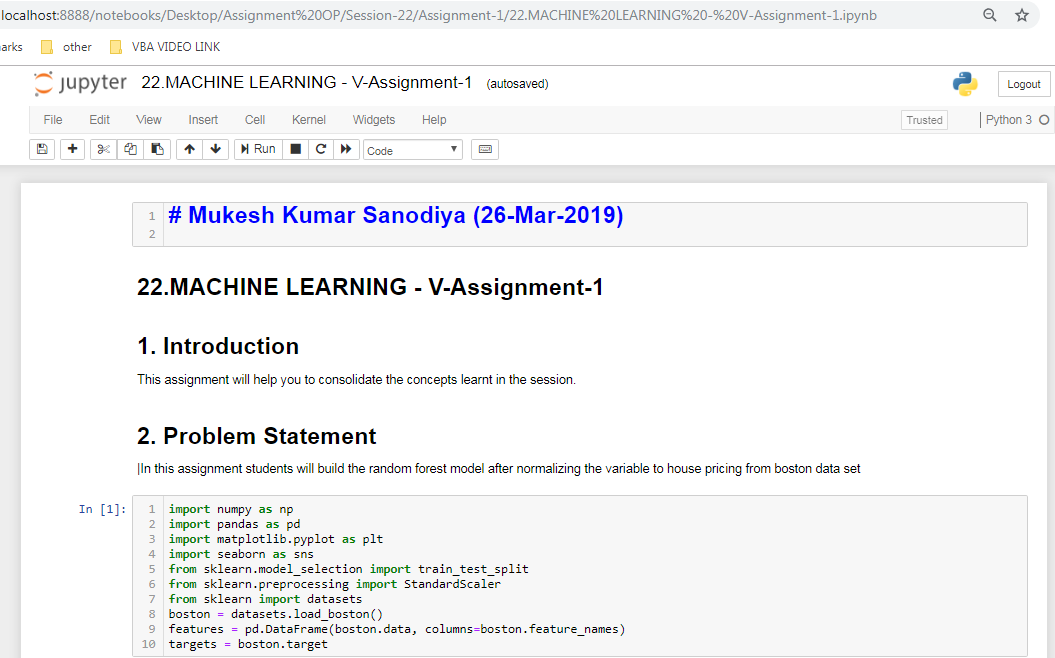 localhost:8888/notebooks/Desktop/Assignment%20OP/Session-22/Assignment-1/22.MACHINE%20LEARNING%20-%20V-Assignment-1.ipynb
arks other VBA VIDEO LINK
jupyter 22.MACHINE LEARNING - V-Assignment-1 (autosaved) Logout
File Edit View Insert Cell Kernel Widgets Help Trusted Python 3
Run Code
1 # Mukesh Kumar Sanodiya (26-Mar-2019)
2
22.MACHINE LEARNING - V-Assignment-1
1. Introduction
This assignment will help you to consolidate the concepts learnt in the session.
2. Problem Statement
|In this assignment students will build the random forest model after normalizing the variable to house pricing from boston data set
In [1]: 1 import numpy as np
2 import pandas as pd
3 import matplotlib.pyplot as plt
4 import seaborn as sns
5 from sklearn.model_selection import train_test_split
6 from sklearn.preprocessing import StandardScaler
7 from sklearn import datasets
8 boston = datasets.load_boston()
9 features = pd.DataFrame(boston.data, columns=boston.feature_names)
10 targets = boston.target